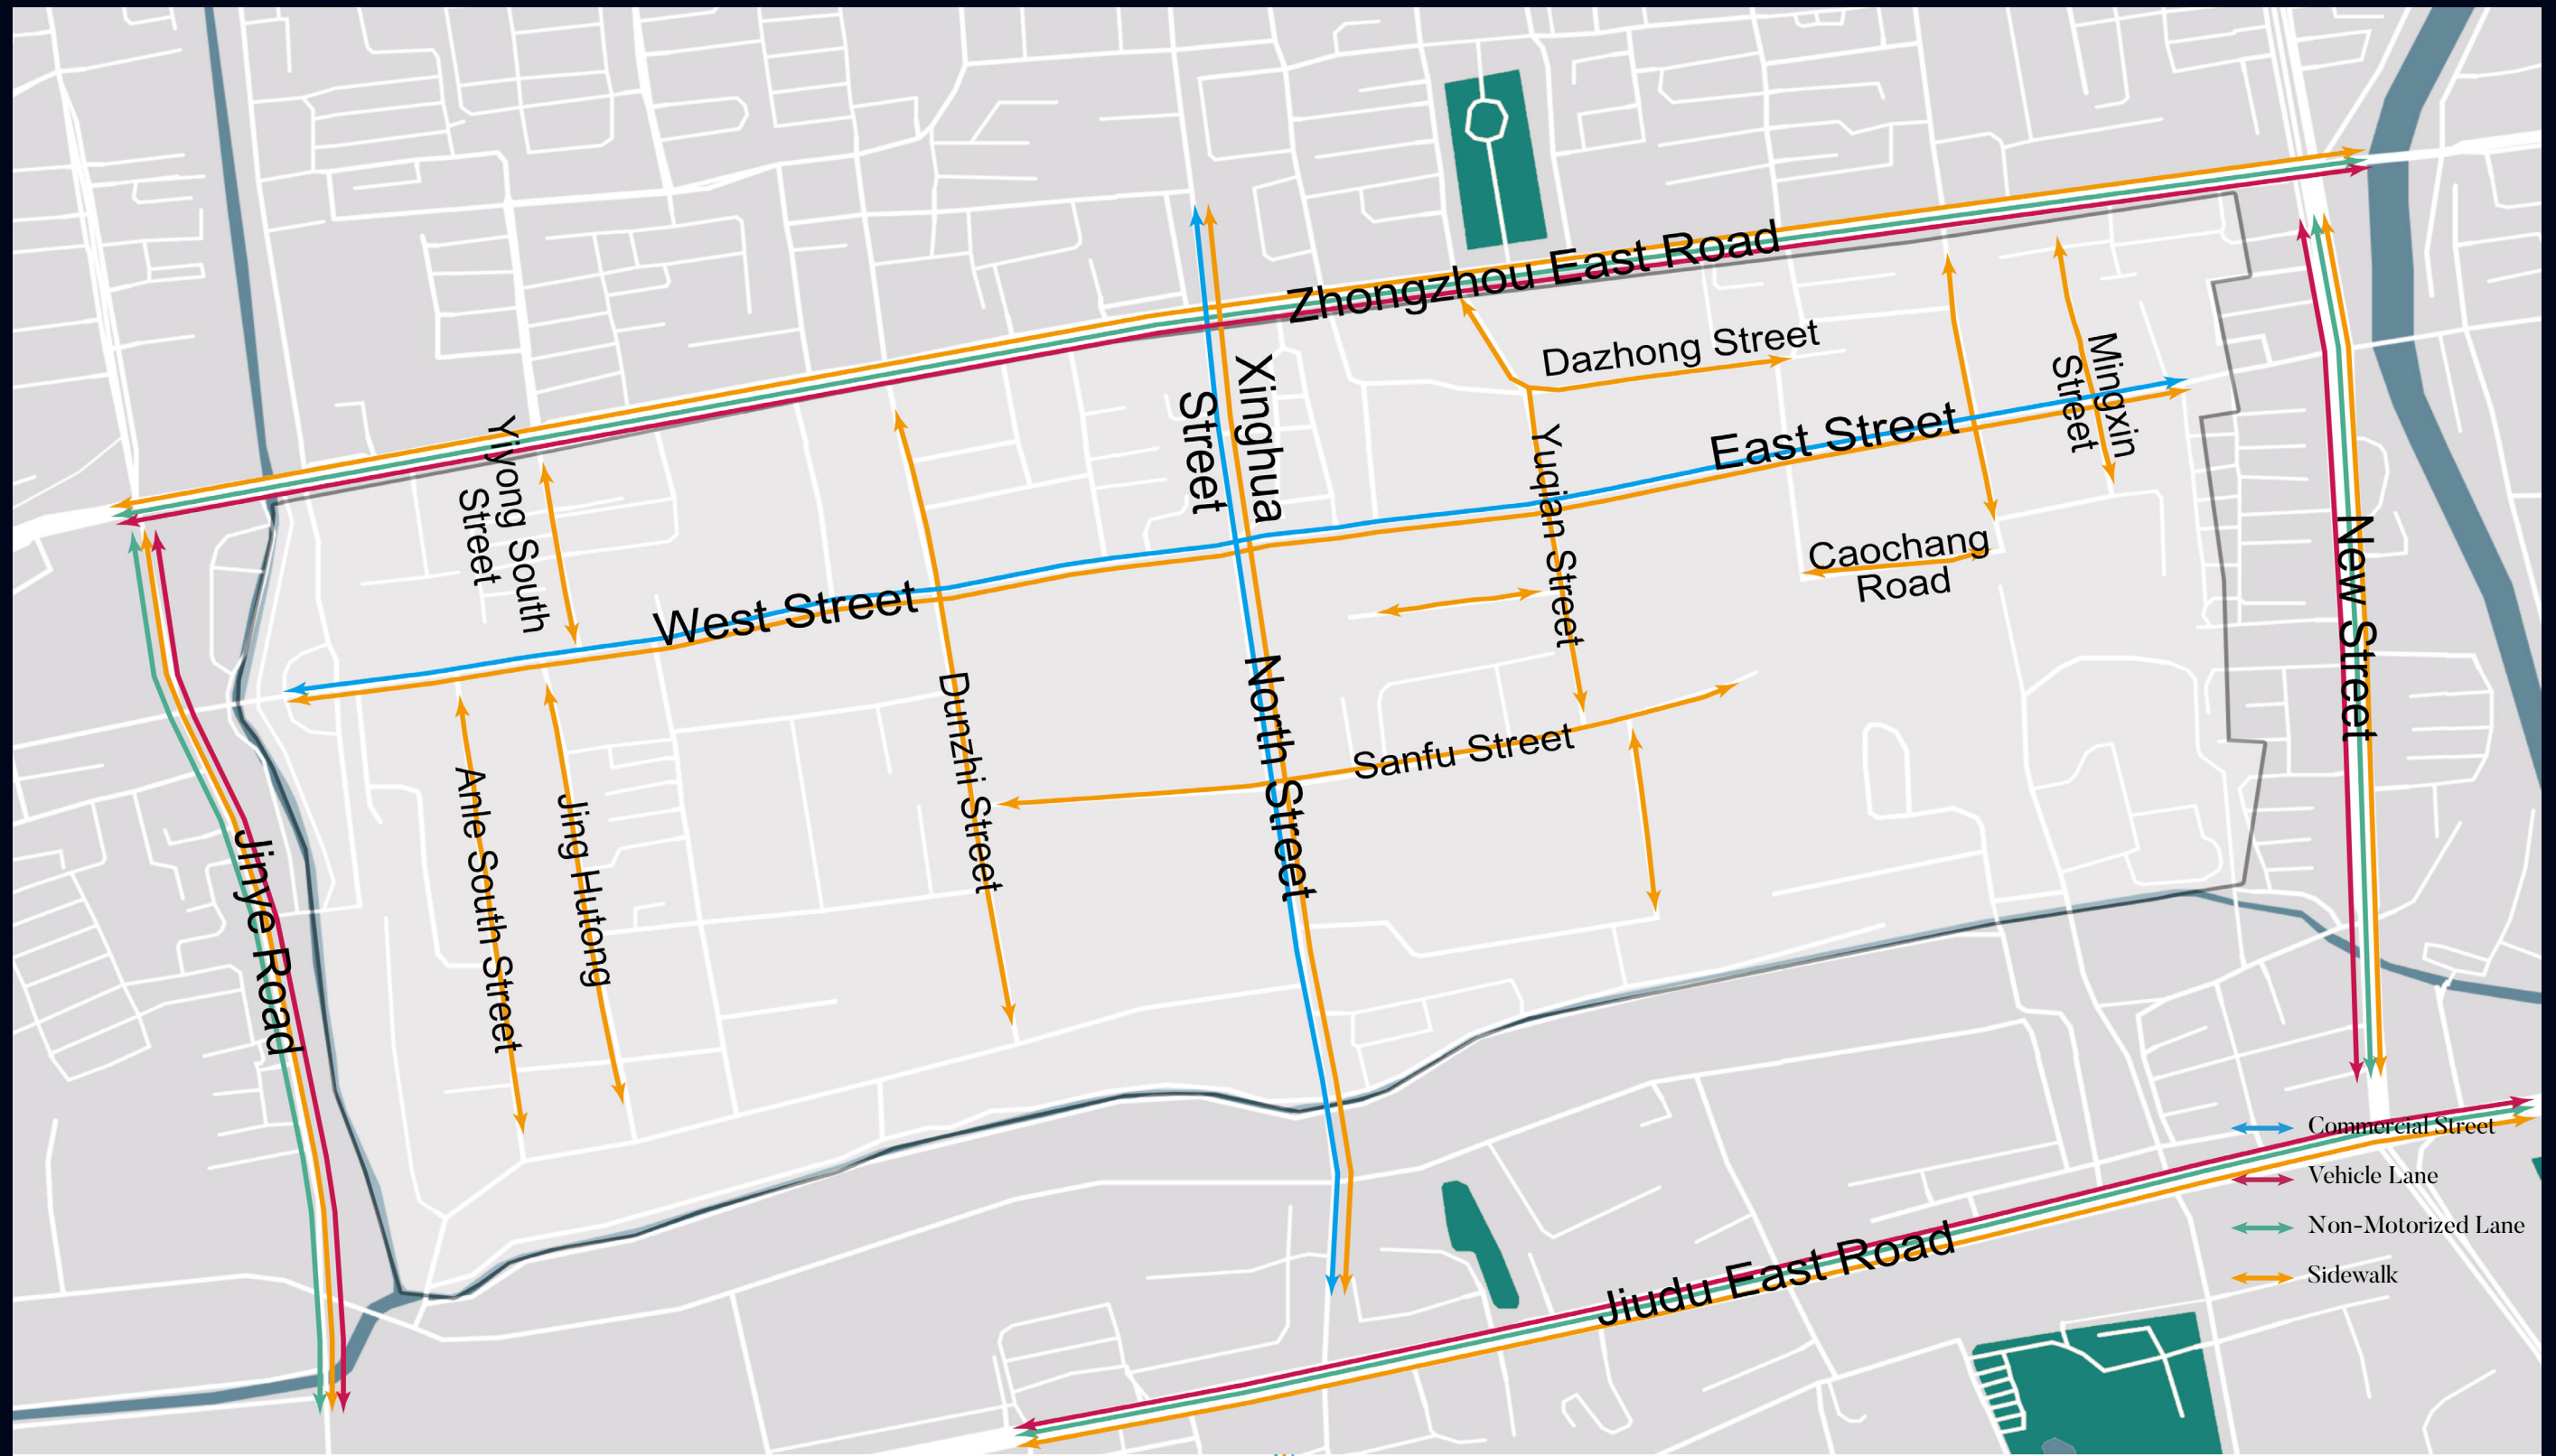 Zhongzhou East Road
Dazhong Street
Xinghua
Street
Mingxin
Street
East Street
Yiyong South
Street
Yuqian Street
Caochang
Road
West Street
New Street
North Street
Dunzhi Street
Sanfu Street
Anle South Street
Jing Hutong
Jinye Road
Jiudu East Road
Commercial Street
Vehicle Lane
Non-Motorized Lane
Sidewalk